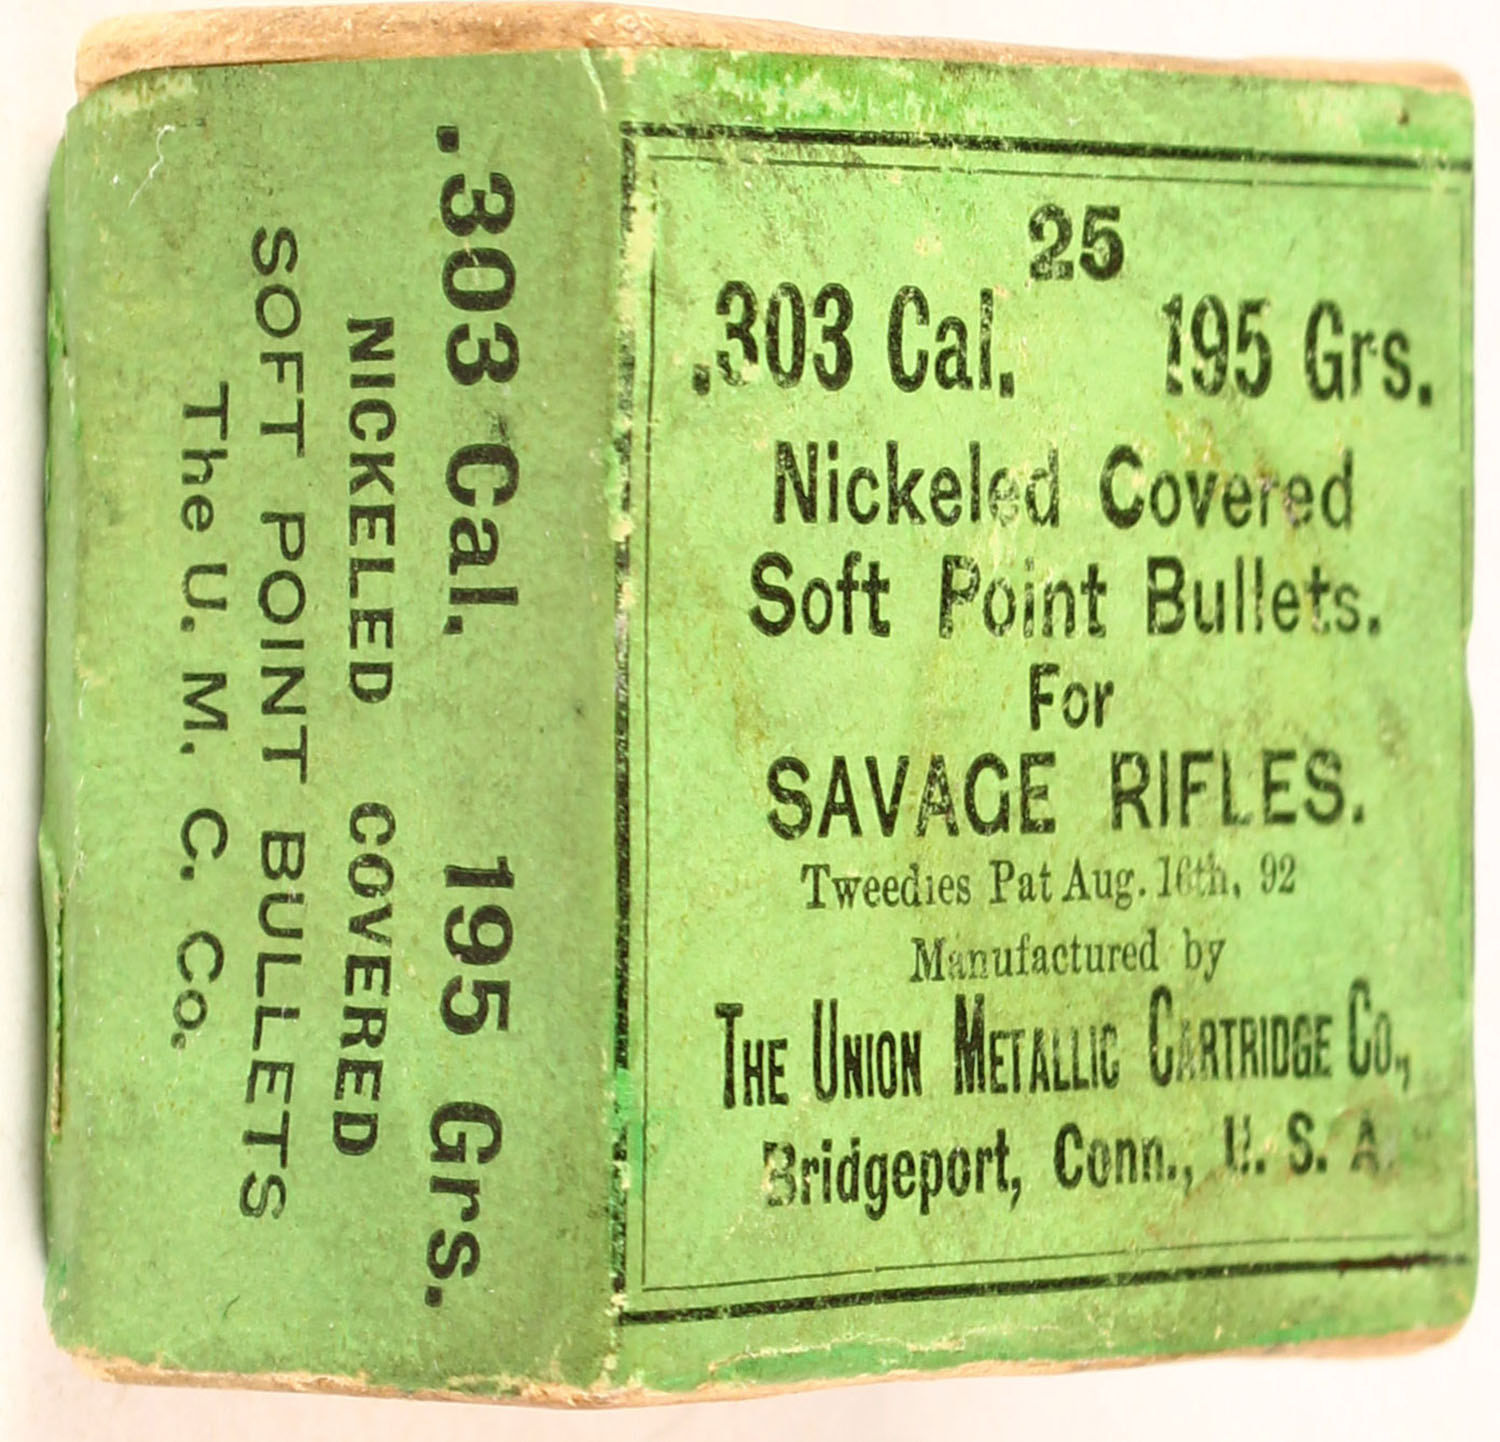 25
.303 Cal. 195 Grs.
Nickeled Covered
Soft Point Bullets.
For
SAVAGE RIFLES.
Tweedies Pat Aug. 16th, 92
Manufactured by
THE UNION METALLIC CARTRIDGE CO.,
Bridgeport, Conn., U. S. A.
.303 Cal. 195 Grs.
NICKELED COVERED
SOFT POINT BULLETS
The U. M. C. Co.